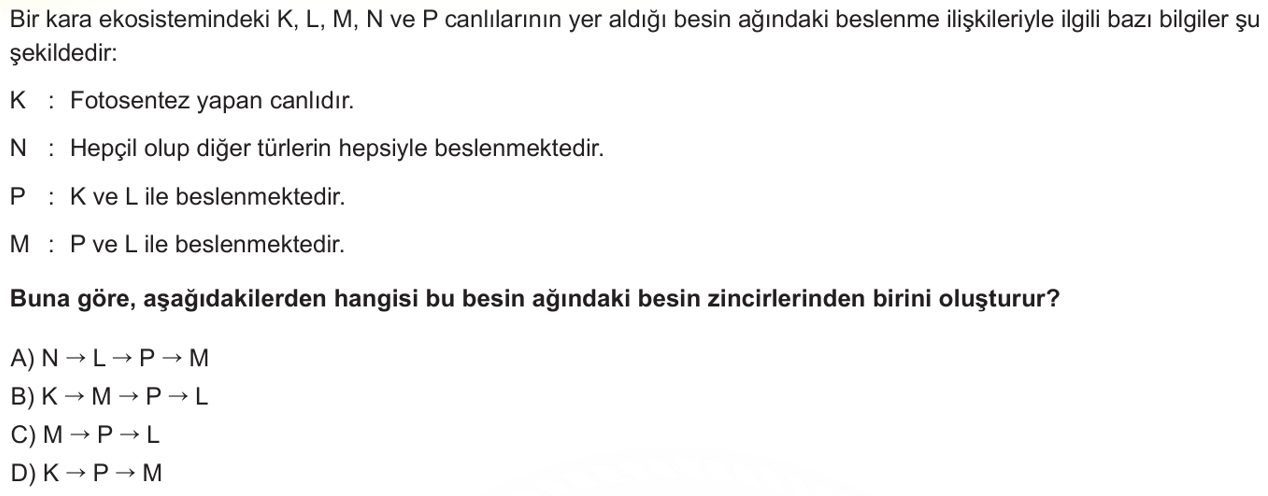 Bir kara ekosistemindeki K, L, M, N ve P canlılarının yer aldığı besin ağındaki beslenme ilişkileriyle ilgili bazı bilgiler şu
şekildedir:
K : Fotosentez yapan canlıdır.
N : Hepçil olup diğer türlerin hepsiyle beslenmektedir.
P : K ve L ile beslenmektedir.
M : P ve L ile beslenmektedir.
Buna göre, aşağıdakilerden hangisi bu besin ağındaki besin zincirlerinden birini oluşturur?
A) N → L → P → M
B) K → M → P → L
C) M → P → L
D) K → P → M